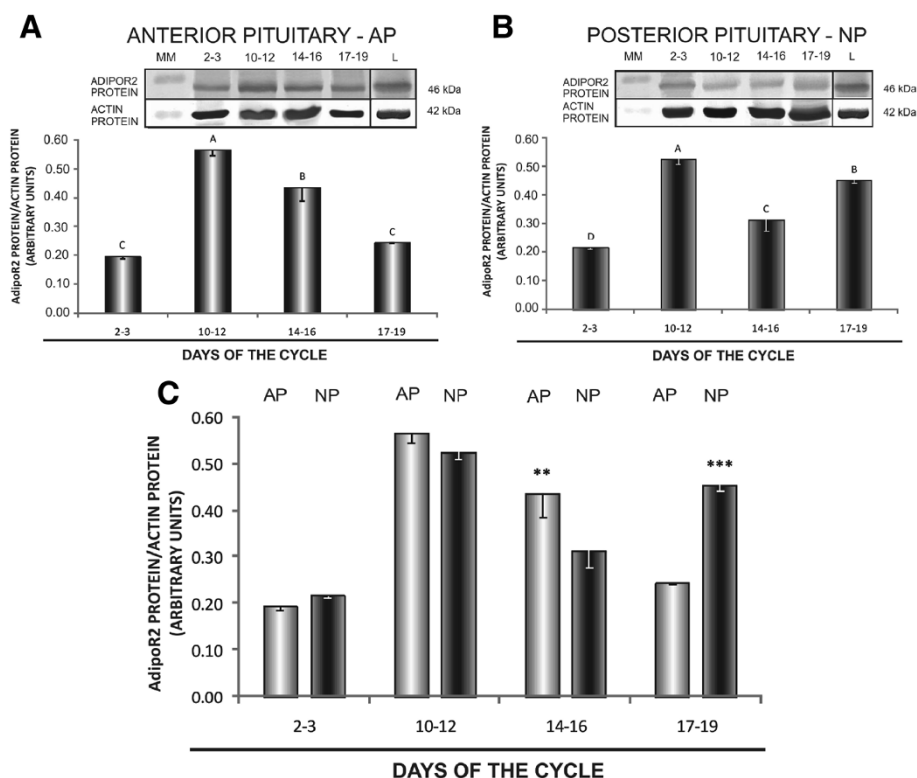 A
ANTERIOR PITUITARY - AP
MM 2-3 10-12 14-16 17-19 L
ADIPOR2
PROTEIN
46 kDa
ACTIN
PROTEIN
42 kDa
AdipoR2 PROTEIN/ACTIN PROTEIN
(ARBITRARY UNITS)
0.60
0.50
0.40
0.30
0.20
0.10
0.00
C
A
B
C
2-3 10-12 14-16 17-19
DAYS OF THE CYCLE
B
POSTERIOR PITUITARY - NP
MM 2-3 10-12 14-16 17-19 L
ADIPOR2
PROTEIN
46 kDa
ACTIN
PROTEIN
42 kDa
AdipoR2 PROTEIN/ACTIN PROTEIN
(ARBITRARY UNITS)
0.60
0.50
0.40
0.30
0.20
0.10
0.00
D
A
C
B
2-3 10-12 14-16 17-19
DAYS OF THE CYCLE
C
AP NP AP NP AP NP AP NP
AdipoR2 PROTEIN/ACTIN PROTEIN
(ARBITRARY UNITS)
0.60
0.50
0.40
0.30
0.20
0.10
0.00
**
***
2-3 10-12 14-16 17-19
DAYS OF THE CYCLE